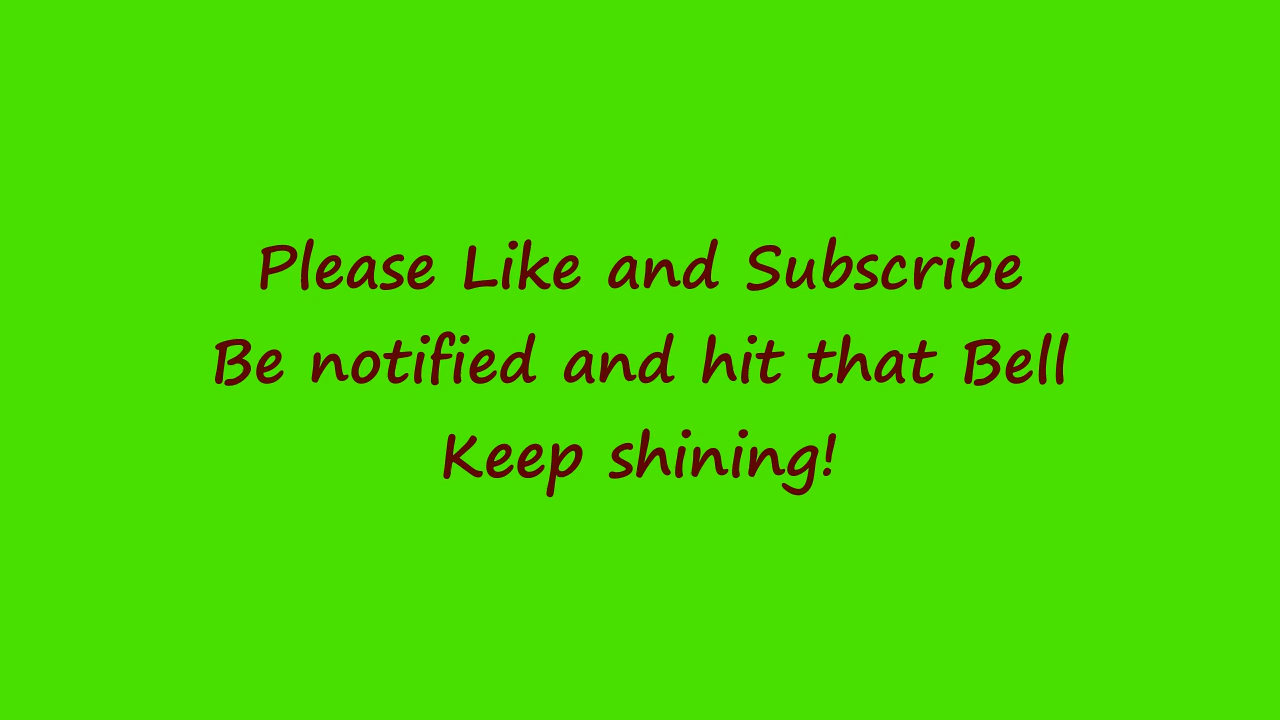 Please Like and Subscribe
Be notified and hit that Bell
Keep shining!